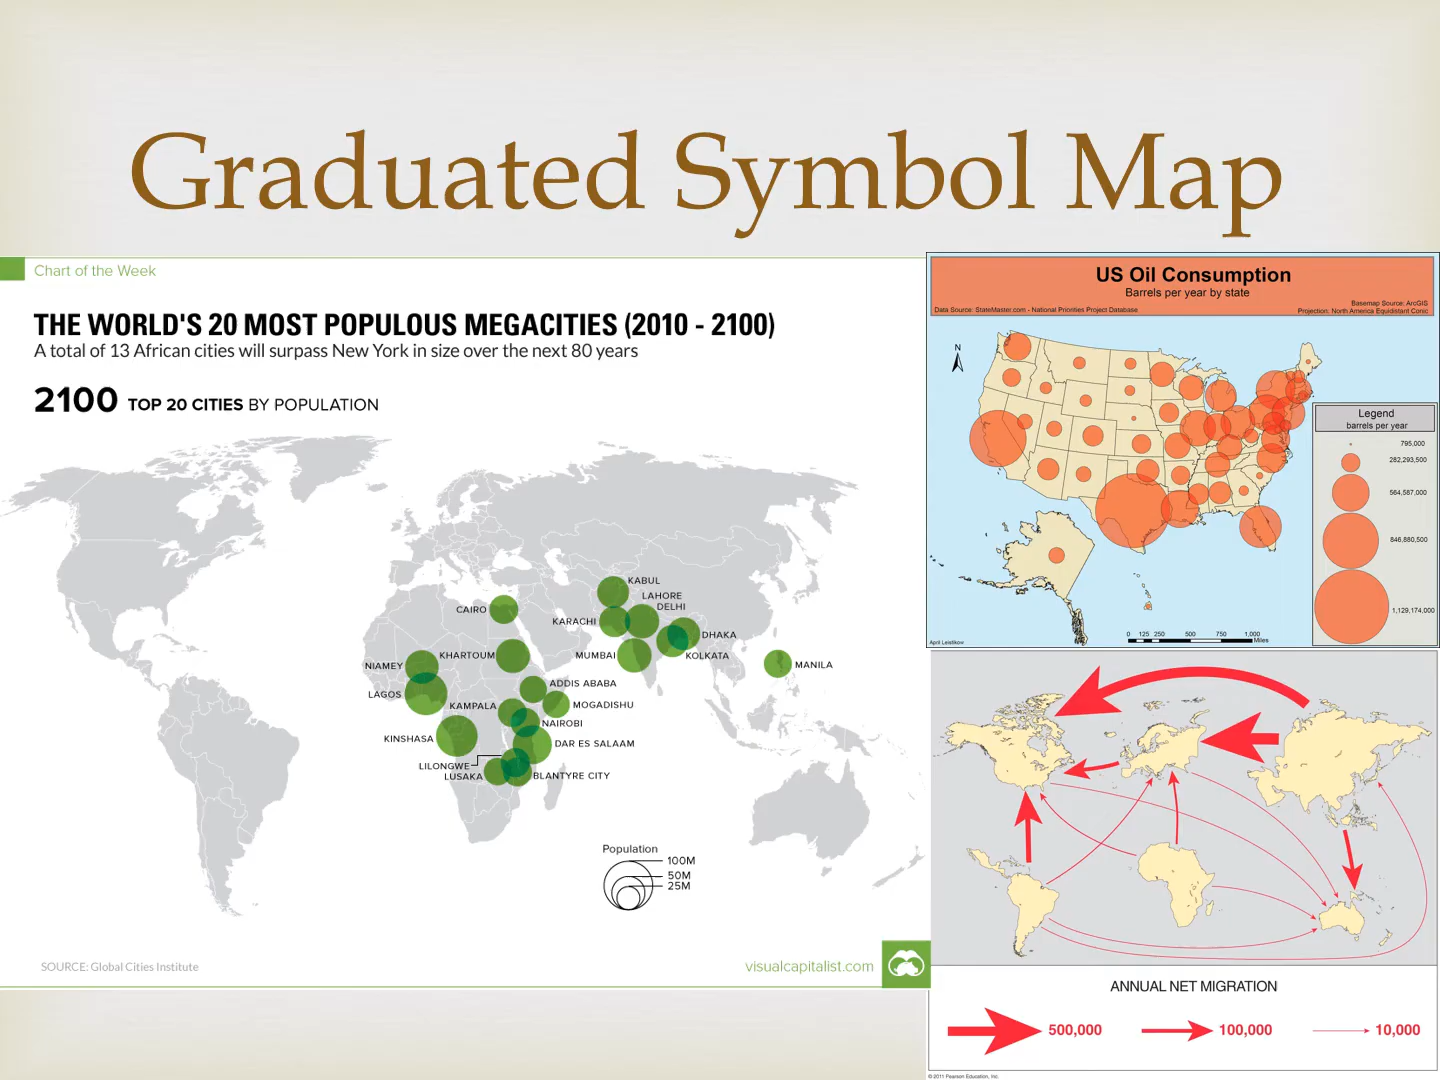 Graduated Symbol Map
Chart of the Week
THE WORLD'S 20 MOST POPULOUS MEGACITIES (2010 - 2100)
A total of 13 African cities will surpass New York in size over the next 80 years
2100 TOP 20 CITIES BY POPULATION
KABUL
LAHORE
DELHI
CAIRO
KARACHI
DHAKA
KHARTOUM
MUMBAI
KOLKATA
NIAMEY
MANILA
ADDIS ABABA
LAGOS
KAMPALA
MOGADISHU
NAIROBI
KINSHASA
DAR ES SALAAM
LILONGWE
LUSAKA
BLANTYRE CITY
Population
100M
50M
25M
SOURCE: Global Cities Institute
visualcapitalist.com
US Oil Consumption
Barrels per year by state
Basemap Source: ArcGIS
Data Source: StateMaster.com - National Priorities Project Database
Projection: North America Equidistant Conic
N
Legend
barrels per year
795,000
282,293,500
564,587,000
846,880,500
1,129,174,000
0 125 250 500 750 1,000
Miles
April Leistikow
ANNUAL NET MIGRATION
500,000 100,000 10,000
© 2011 Pearson Education, Inc.